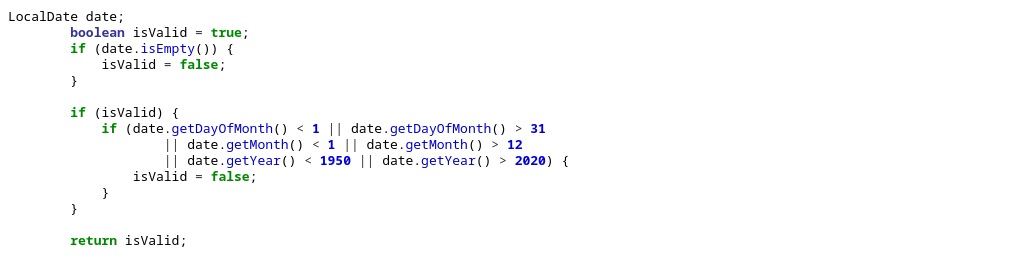 LocalDate date;
        boolean isValid = true;
        if (date.isEmpty()) {
            isValid = false;
        }

        if (isValid) {
            if (date.getDayOfMonth() < 1 || date.getDayOfMonth() > 31
                    || date.getMonth() < 1 || date.getMonth() > 12
                    || date.getYear() < 1950 || date.getYear() > 2020) {
                isValid = false;
            }
        }

        return isValid;